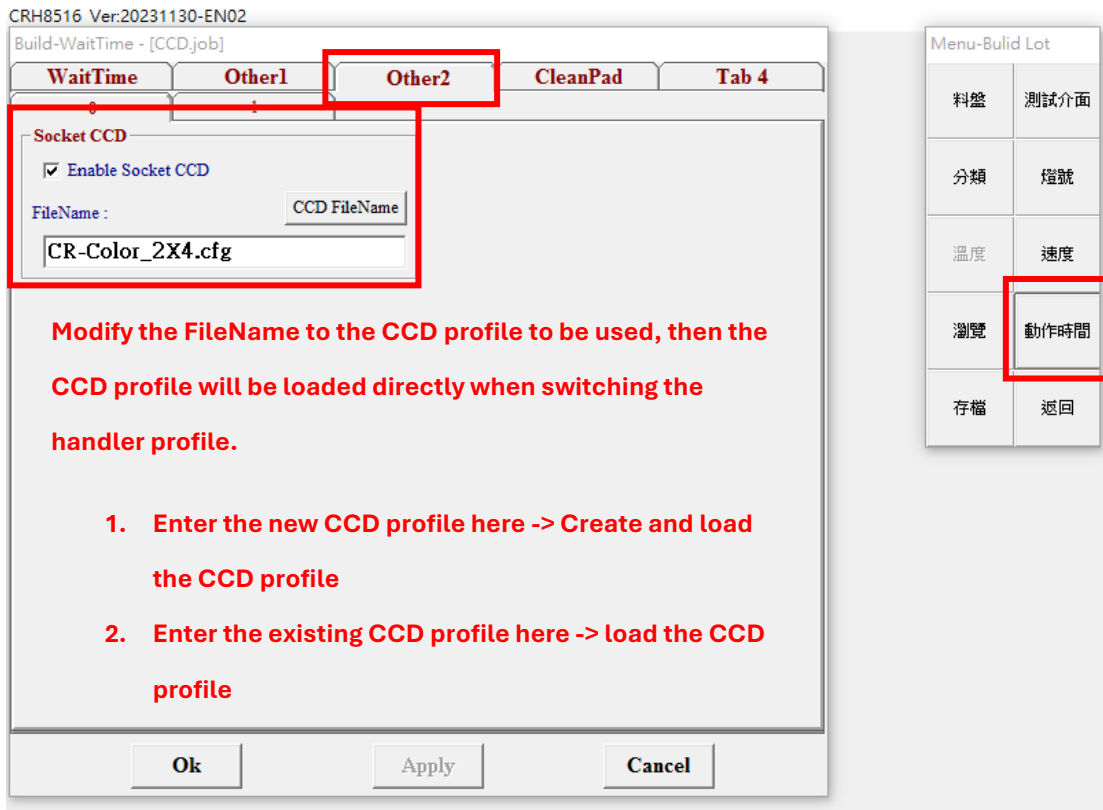 CRH8516 Ver:20231130-EN02
Build-WaitTime - [CCD.job]
WaitTime Other1 Other2 CleanPad Tab 4
0 1
Socket CCD
Enable Socket CCD
FileName : CCD FileName
CR-Color_2X4.cfg
Modify the FileName to the CCD profile to be used, then the
CCD profile will be loaded directly when switching the
handler profile.
1. Enter the new CCD profile here -> Create and load
the CCD profile
2. Enter the existing CCD profile here -> load the CCD
profile
Ok Apply Cancel
Menu-Bulid Lot
料盤 測試介面
分類 燈號
溫度 速度
瀏覽 動作時間
存檔 返回